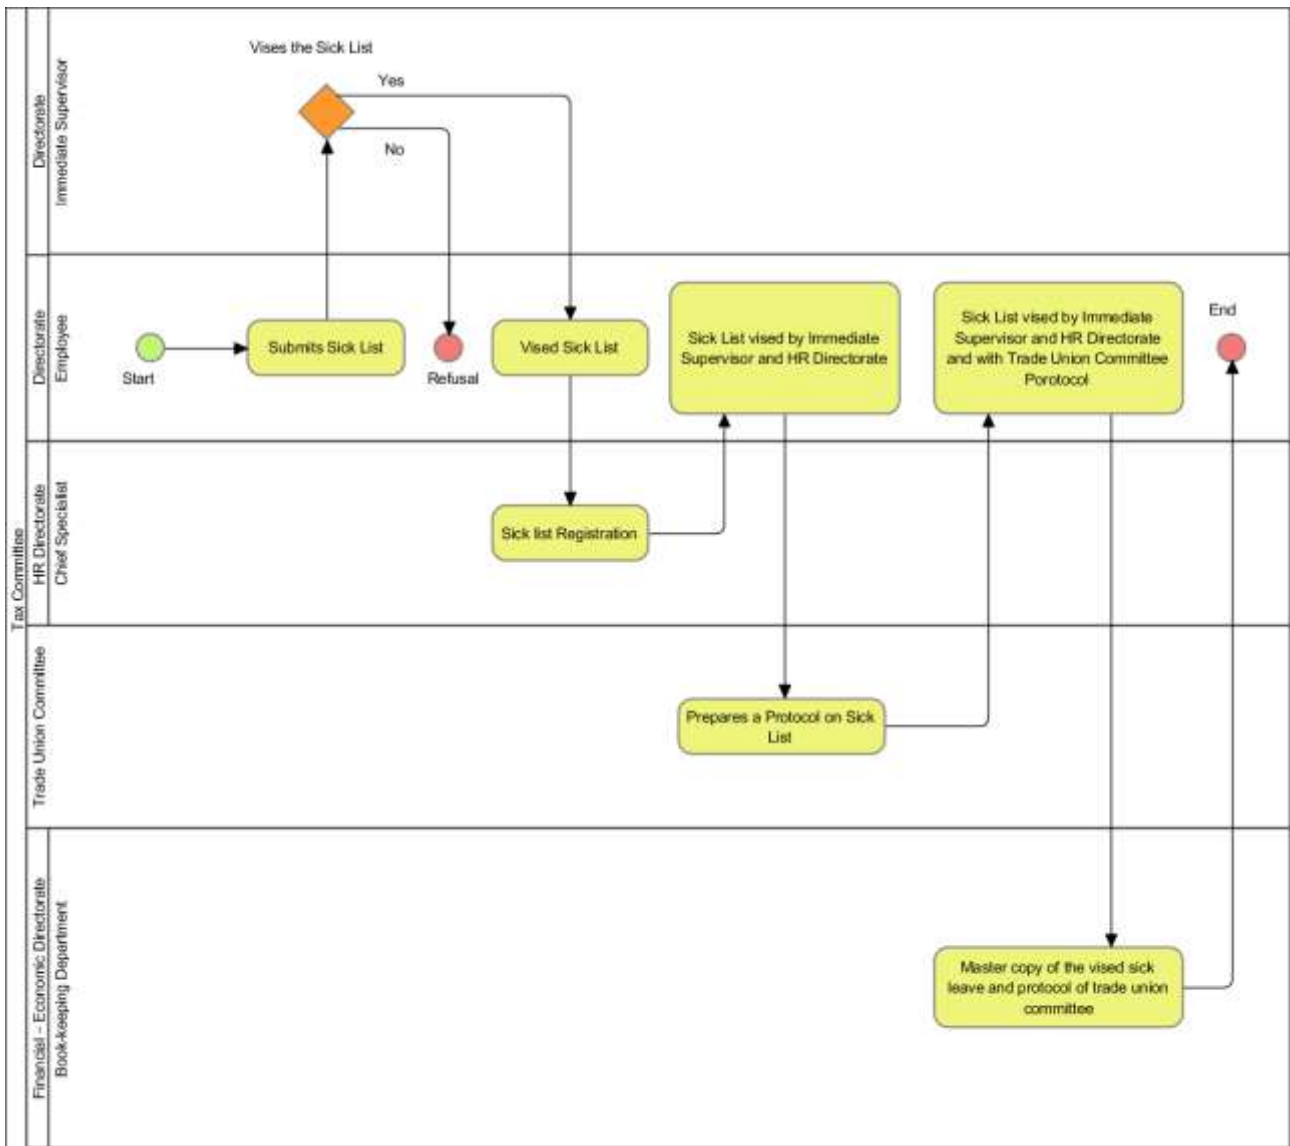 Tax Committee
Directorate
Immediate Supervisor
Vises the Sick List
Yes
No
Directorate
Employee
Start
Submits Sick List
Refusal
Vised Sick List
Sick List vised by Immediate
Supervisor and HR Directorate
Sick List vised by Immediate
Supervisor and HR Directorate
and with Trade Union Committee
Porotocol
End
HR Directorate
Chief Specialist
Sick list Registration
Trade Union Committee
Prepares a Protocol on Sick
List
Financial - Economic Directorate
Book-keeping Department
Master copy of the vised sick
leave and protocol of trade union
committee